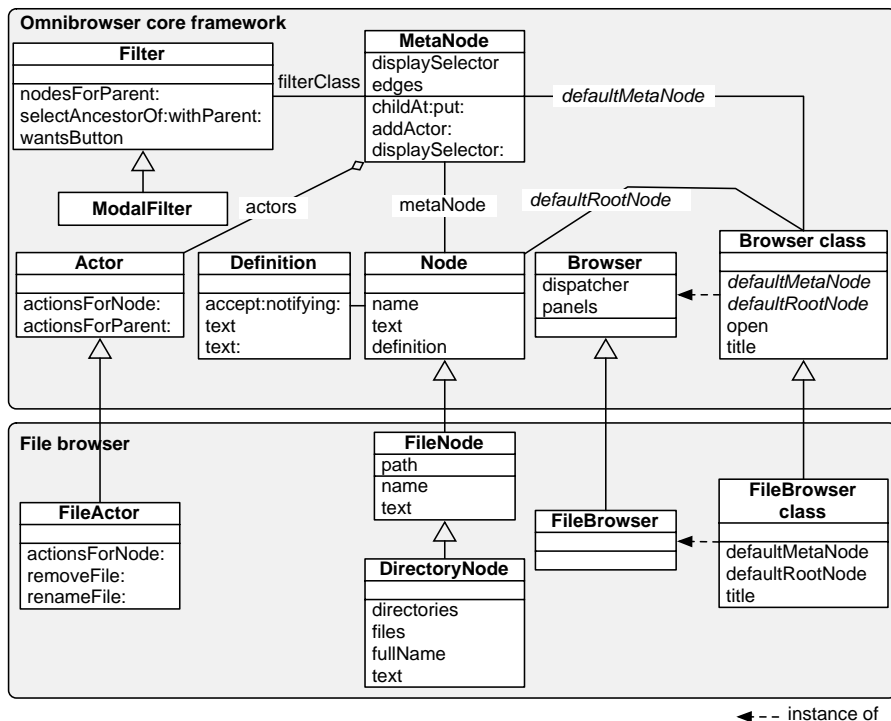 Omnibrowser core framework
Filter
nodesForParent:
selectAncestorOf:withParent:
wantsButton
filterClass
MetaNode
displaySelector
edges
childAt:put:
addActor:
displaySelector:
defaultMetaNode
ModalFilter
actors
metaNode
defaultRootNode
Actor
actionsForNode:
actionsForParent:
Definition
accept:notifying:
text
text:
Node
name
text
definition
Browser
dispatcher
panels
Browser class
defaultMetaNode
defaultRootNode
open
title
File browser
FileActor
actionsForNode:
removeFile:
renameFile:
FileNode
path
name
text
DirectoryNode
directories
files
fullName
text
FileBrowser
FileBrowser
class
defaultMetaNode
defaultRootNode
title
instance of